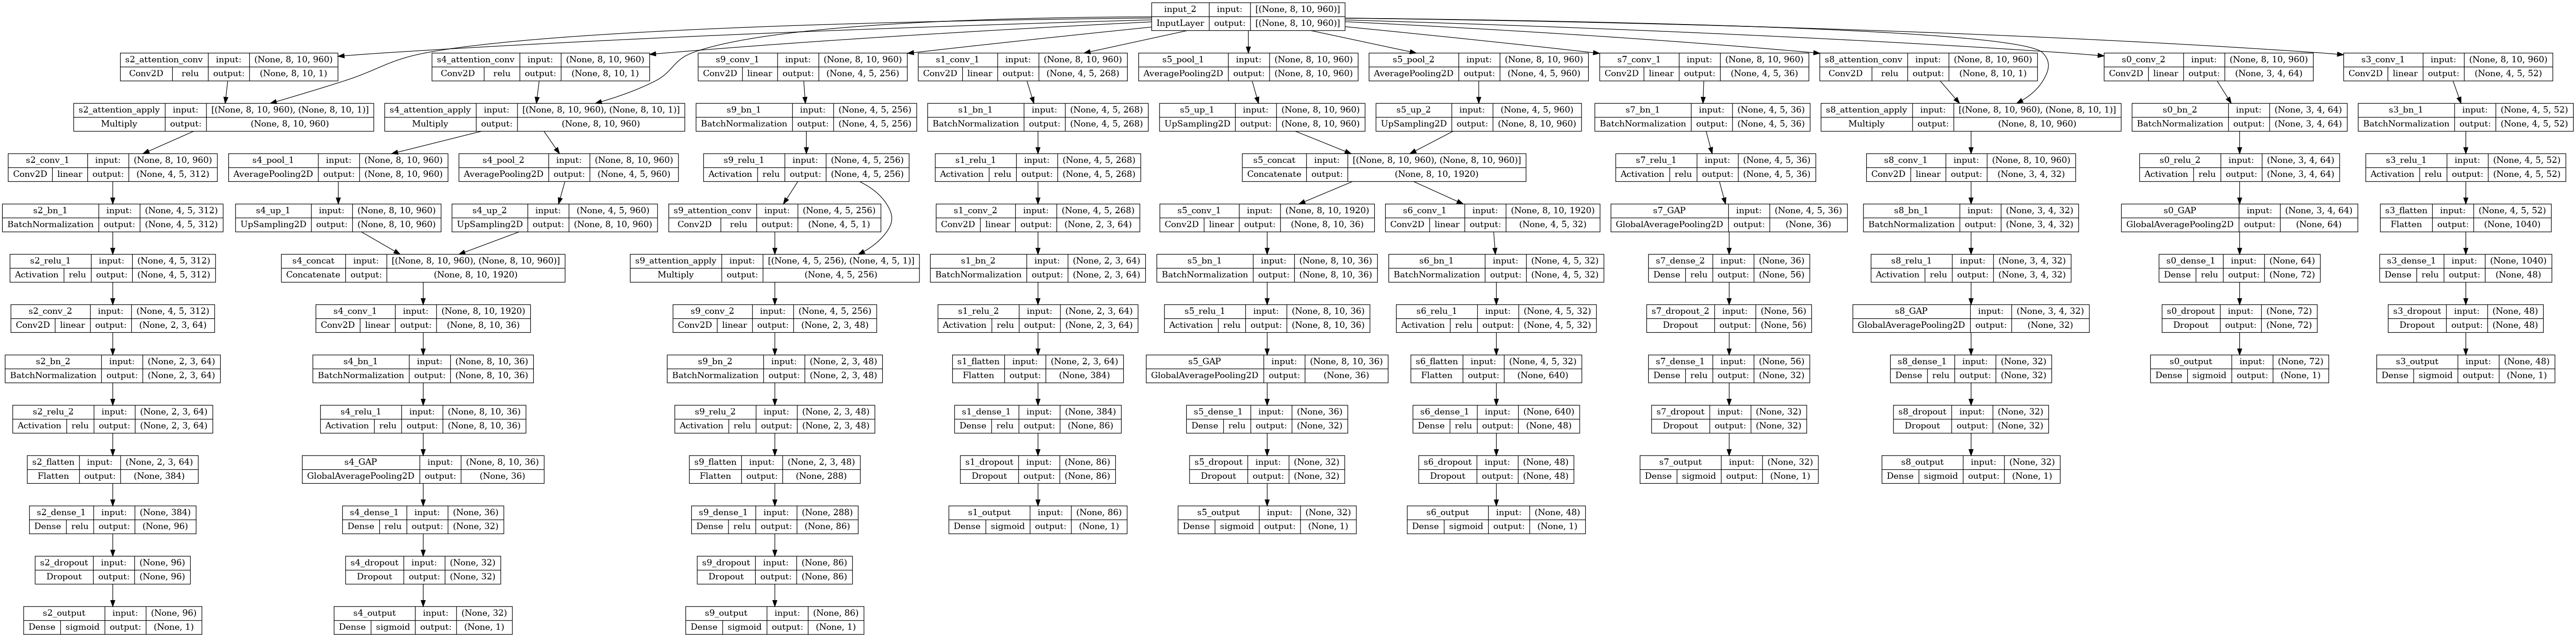 input_2 input: [(None, 8, 10, 960)]
InputLayer output: [(None, 8, 10, 960)]
s2_attention_conv input: (None, 8, 10, 960)
Conv2D relu output: (None, 8, 10, 1)
s4_attention_conv input: (None, 8, 10, 960)
Conv2D relu output: (None, 8, 10, 1)
s9_conv_1 input: (None, 8, 10, 960)
Conv2D linear output: (None, 4, 5, 256)
s1_conv_1 input: (None, 8, 10, 960)
Conv2D linear output: (None, 4, 5, 268)
s5_pool_1 input: (None, 8, 10, 960)
AveragePooling2D output: (None, 8, 10, 960)
s5_pool_2 input: (None, 8, 10, 960)
AveragePooling2D output: (None, 4, 5, 960)
s7_conv_1 input: (None, 8, 10, 960)
Conv2D linear output: (None, 4, 5, 36)
s8_attention_conv input: (None, 8, 10, 960)
Conv2D relu output: (None, 8, 10, 1)
s0_conv_2 input: (None, 8, 10, 960)
Conv2D linear output: (None, 3, 4, 64)
s3_conv_1 input: (None, 8, 10, 960)
Conv2D linear output: (None, 4, 5, 52)
s2_attention_apply input: [(None, 8, 10, 960), (None, 8, 10, 1)]
Multiply output: (None, 8, 10, 960)
s4_attention_apply input: [(None, 8, 10, 960), (None, 8, 10, 1)]
Multiply output: (None, 8, 10, 960)
s9_bn_1 input: (None, 4, 5, 256)
BatchNormalization output: (None, 4, 5, 256)
s1_bn_1 input: (None, 4, 5, 268)
BatchNormalization output: (None, 4, 5, 268)
s5_up_1 input: (None, 8, 10, 960)
UpSampling2D output: (None, 8, 10, 960)
s5_up_2 input: (None, 4, 5, 960)
UpSampling2D output: (None, 8, 10, 960)
s7_bn_1 input: (None, 4, 5, 36)
BatchNormalization output: (None, 4, 5, 36)
s8_attention_apply input: [(None, 8, 10, 960), (None, 8, 10, 1)]
Multiply output: (None, 8, 10, 960)
s0_bn_2 input: (None, 3, 4, 64)
BatchNormalization output: (None, 3, 4, 64)
s3_bn_1 input: (None, 4, 5, 52)
BatchNormalization output: (None, 4, 5, 52)
s2_conv_1 input: (None, 8, 10, 960)
Conv2D linear output: (None, 4, 5, 312)
s4_pool_1 input: (None, 8, 10, 960)
AveragePooling2D output: (None, 8, 10, 960)
s4_pool_2 input: (None, 8, 10, 960)
AveragePooling2D output: (None, 4, 5, 960)
s9_relu_1 input: (None, 4, 5, 256)
Activation relu output: (None, 4, 5, 256)
s1_relu_1 input: (None, 4, 5, 268)
Activation relu output: (None, 4, 5, 268)
s5_concat input: [(None, 8, 10, 960), (None, 8, 10, 960)]
Concatenate output: (None, 8, 10, 1920)
s7_relu_1 input: (None, 4, 5, 36)
Activation relu output: (None, 4, 5, 36)
s8_conv_1 input: (None, 8, 10, 960)
Conv2D linear output: (None, 3, 4, 32)
s0_relu_2 input: (None, 3, 4, 64)
Activation relu output: (None, 3, 4, 64)
s3_relu_1 input: (None, 4, 5, 52)
Activation relu output: (None, 4, 5, 52)
s2_bn_1 input: (None, 4, 5, 312)
BatchNormalization output: (None, 4, 5, 312)
s4_up_1 input: (None, 8, 10, 960)
UpSampling2D output: (None, 8, 10, 960)
s4_up_2 input: (None, 4, 5, 960)
UpSampling2D output: (None, 8, 10, 960)
s9_attention_conv input: (None, 4, 5, 256)
Conv2D relu output: (None, 4, 5, 1)
s1_conv_2 input: (None, 4, 5, 268)
Conv2D linear output: (None, 2, 3, 64)
s5_conv_1 input: (None, 8, 10, 1920)
Conv2D linear output: (None, 8, 10, 36)
s6_conv_1 input: (None, 8, 10, 1920)
Conv2D linear output: (None, 4, 5, 32)
s7_GAP input: (None, 4, 5, 36)
GlobalAveragePooling2D output: (None, 36)
s8_bn_1 input: (None, 3, 4, 32)
BatchNormalization output: (None, 3, 4, 32)
s0_GAP input: (None, 3, 4, 64)
GlobalAveragePooling2D output: (None, 64)
s3_flatten input: (None, 4, 5, 52)
Flatten output: (None, 1040)
s2_relu_1 input: (None, 4, 5, 312)
Activation relu output: (None, 4, 5, 312)
s4_concat input: [(None, 8, 10, 960), (None, 8, 10, 960)]
Concatenate output: (None, 8, 10, 1920)
s9_attention_apply input: [(None, 4, 5, 256), (None, 4, 5, 1)]
Multiply output: (None, 4, 5, 256)
s1_bn_2 input: (None, 2, 3, 64)
BatchNormalization output: (None, 2, 3, 64)
s5_bn_1 input: (None, 8, 10, 36)
BatchNormalization output: (None, 8, 10, 36)
s6_bn_1 input: (None, 4, 5, 32)
BatchNormalization output: (None, 4, 5, 32)
s7_dense_2 input: (None, 36)
Dense relu output: (None, 56)
s8_relu_1 input: (None, 3, 4, 32)
Activation relu output: (None, 3, 4, 32)
s0_dense_1 input: (None, 64)
Dense relu output: (None, 72)
s3_dense_1 input: (None, 1040)
Dense relu output: (None, 48)
s2_conv_2 input: (None, 4, 5, 312)
Conv2D linear output: (None, 2, 3, 64)
s4_conv_1 input: (None, 8, 10, 1920)
Conv2D linear output: (None, 8, 10, 36)
s9_conv_2 input: (None, 4, 5, 256)
Conv2D linear output: (None, 2, 3, 48)
s1_relu_2 input: (None, 2, 3, 64)
Activation relu output: (None, 2, 3, 64)
s5_relu_1 input: (None, 8, 10, 36)
Activation relu output: (None, 8, 10, 36)
s6_relu_1 input: (None, 4, 5, 32)
Activation relu output: (None, 4, 5, 32)
s7_dropout_2 input: (None, 56)
Dropout output: (None, 56)
s8_GAP input: (None, 3, 4, 32)
GlobalAveragePooling2D output: (None, 32)
s0_dropout input: (None, 72)
Dropout output: (None, 72)
s3_dropout input: (None, 48)
Dropout output: (None, 48)
s2_bn_2 input: (None, 2, 3, 64)
BatchNormalization output: (None, 2, 3, 64)
s4_bn_1 input: (None, 8, 10, 36)
BatchNormalization output: (None, 8, 10, 36)
s9_bn_2 input: (None, 2, 3, 48)
BatchNormalization output: (None, 2, 3, 48)
s1_flatten input: (None, 2, 3, 64)
Flatten output: (None, 384)
s5_GAP input: (None, 8, 10, 36)
GlobalAveragePooling2D output: (None, 36)
s6_flatten input: (None, 4, 5, 32)
Flatten output: (None, 640)
s7_dense_1 input: (None, 56)
Dense relu output: (None, 32)
s8_dense_1 input: (None, 32)
Dense relu output: (None, 32)
s0_output input: (None, 72)
Dense sigmoid output: (None, 1)
s3_output input: (None, 48)
Dense sigmoid output: (None, 1)
s2_relu_2 input: (None, 2, 3, 64)
Activation relu output: (None, 2, 3, 64)
s4_relu_1 input: (None, 8, 10, 36)
Activation relu output: (None, 8, 10, 36)
s9_relu_2 input: (None, 2, 3, 48)
Activation relu output: (None, 2, 3, 48)
s1_dense_1 input: (None, 384)
Dense relu output: (None, 86)
s5_dense_1 input: (None, 36)
Dense relu output: (None, 32)
s6_dense_1 input: (None, 640)
Dense relu output: (None, 48)
s7_dropout input: (None, 32)
Dropout output: (None, 32)
s8_dropout input: (None, 32)
Dropout output: (None, 32)
s2_flatten input: (None, 2, 3, 64)
Flatten output: (None, 384)
s4_GAP input: (None, 8, 10, 36)
GlobalAveragePooling2D output: (None, 36)
s9_flatten input: (None, 2, 3, 48)
Flatten output: (None, 288)
s1_dropout input: (None, 86)
Dropout output: (None, 86)
s5_dropout input: (None, 32)
Dropout output: (None, 32)
s6_dropout input: (None, 48)
Dropout output: (None, 48)
s7_output input: (None, 32)
Dense sigmoid output: (None, 1)
s8_output input: (None, 32)
Dense sigmoid output: (None, 1)
s2_dense_1 input: (None, 384)
Dense relu output: (None, 96)
s4_dense_1 input: (None, 36)
Dense relu output: (None, 32)
s9_dense_1 input: (None, 288)
Dense relu output: (None, 86)
s1_output input: (None, 86)
Dense sigmoid output: (None, 1)
s5_output input: (None, 32)
Dense sigmoid output: (None, 1)
s6_output input: (None, 48)
Dense sigmoid output: (None, 1)
s2_dropout input: (None, 96)
Dropout output: (None, 96)
s4_dropout input: (None, 32)
Dropout output: (None, 32)
s9_dropout input: (None, 86)
Dropout output: (None, 86)
s2_output input: (None, 96)
Dense sigmoid output: (None, 1)
s4_output input: (None, 32)
Dense sigmoid output: (None, 1)
s9_output input: (None, 86)
Dense sigmoid output: (None, 1)